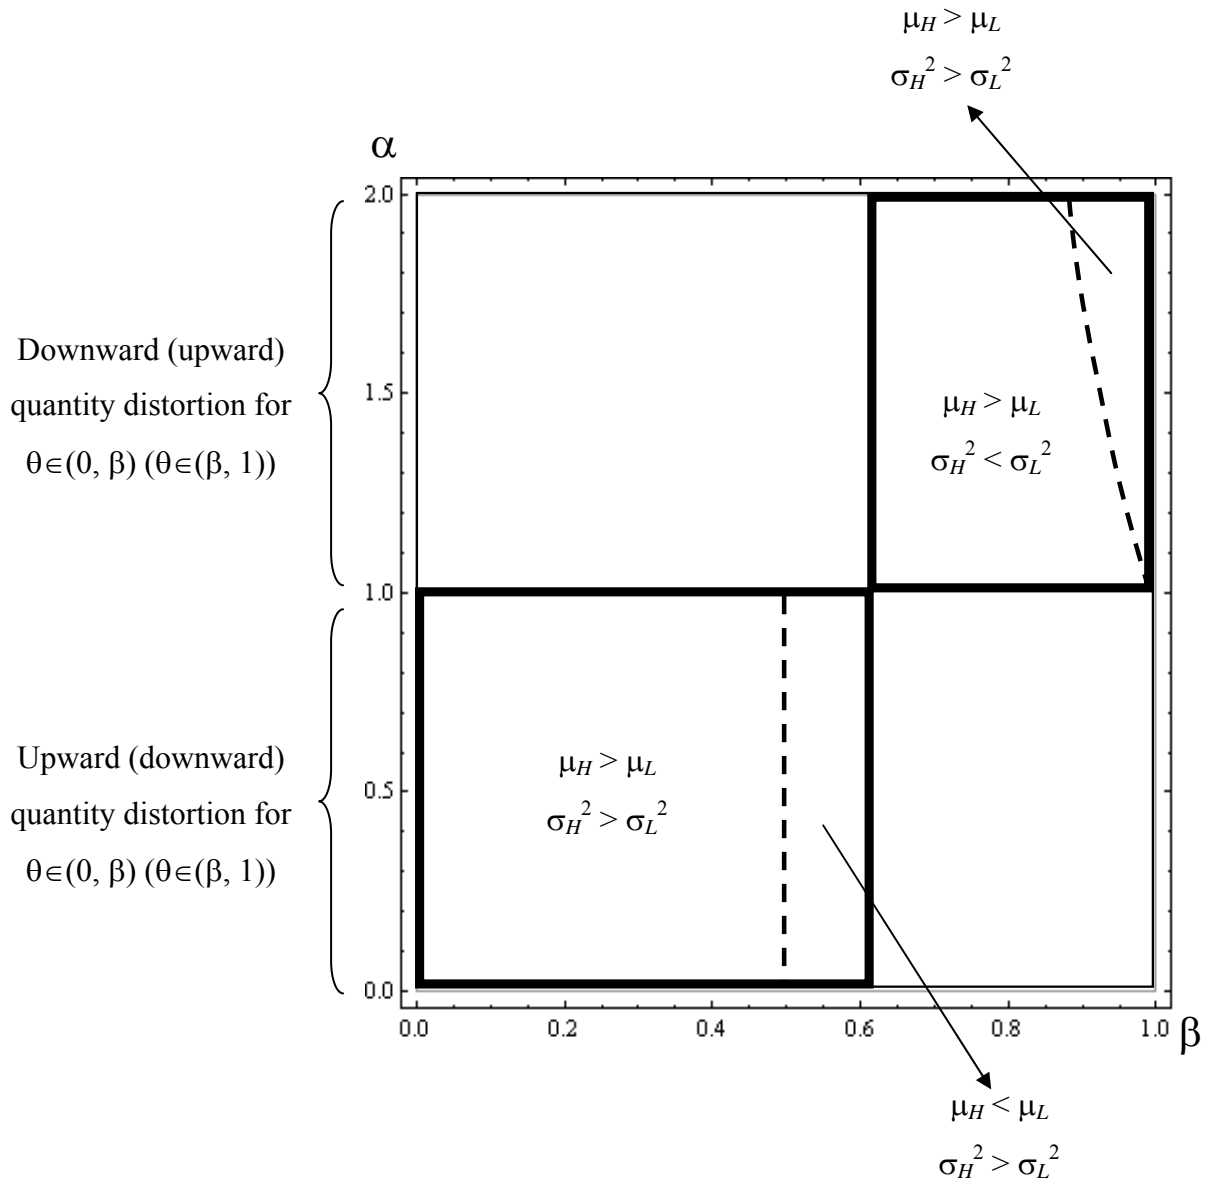 μH > μL
σH² > σL²
α
2.0
Downward (upward)
quantity distortion for
θ∈(0, β) (θ∈(β, 1))
1.5
μH > μL
σH² < σL²
1.0
Upward (downward)
quantity distortion for
θ∈(0, β) (θ∈(β, 1))
μH > μL
σH² > σL²
0.5
0.0
0.0 0.2 0.4 0.6 0.8 1.0 β
μH < μL
σH² > σL²